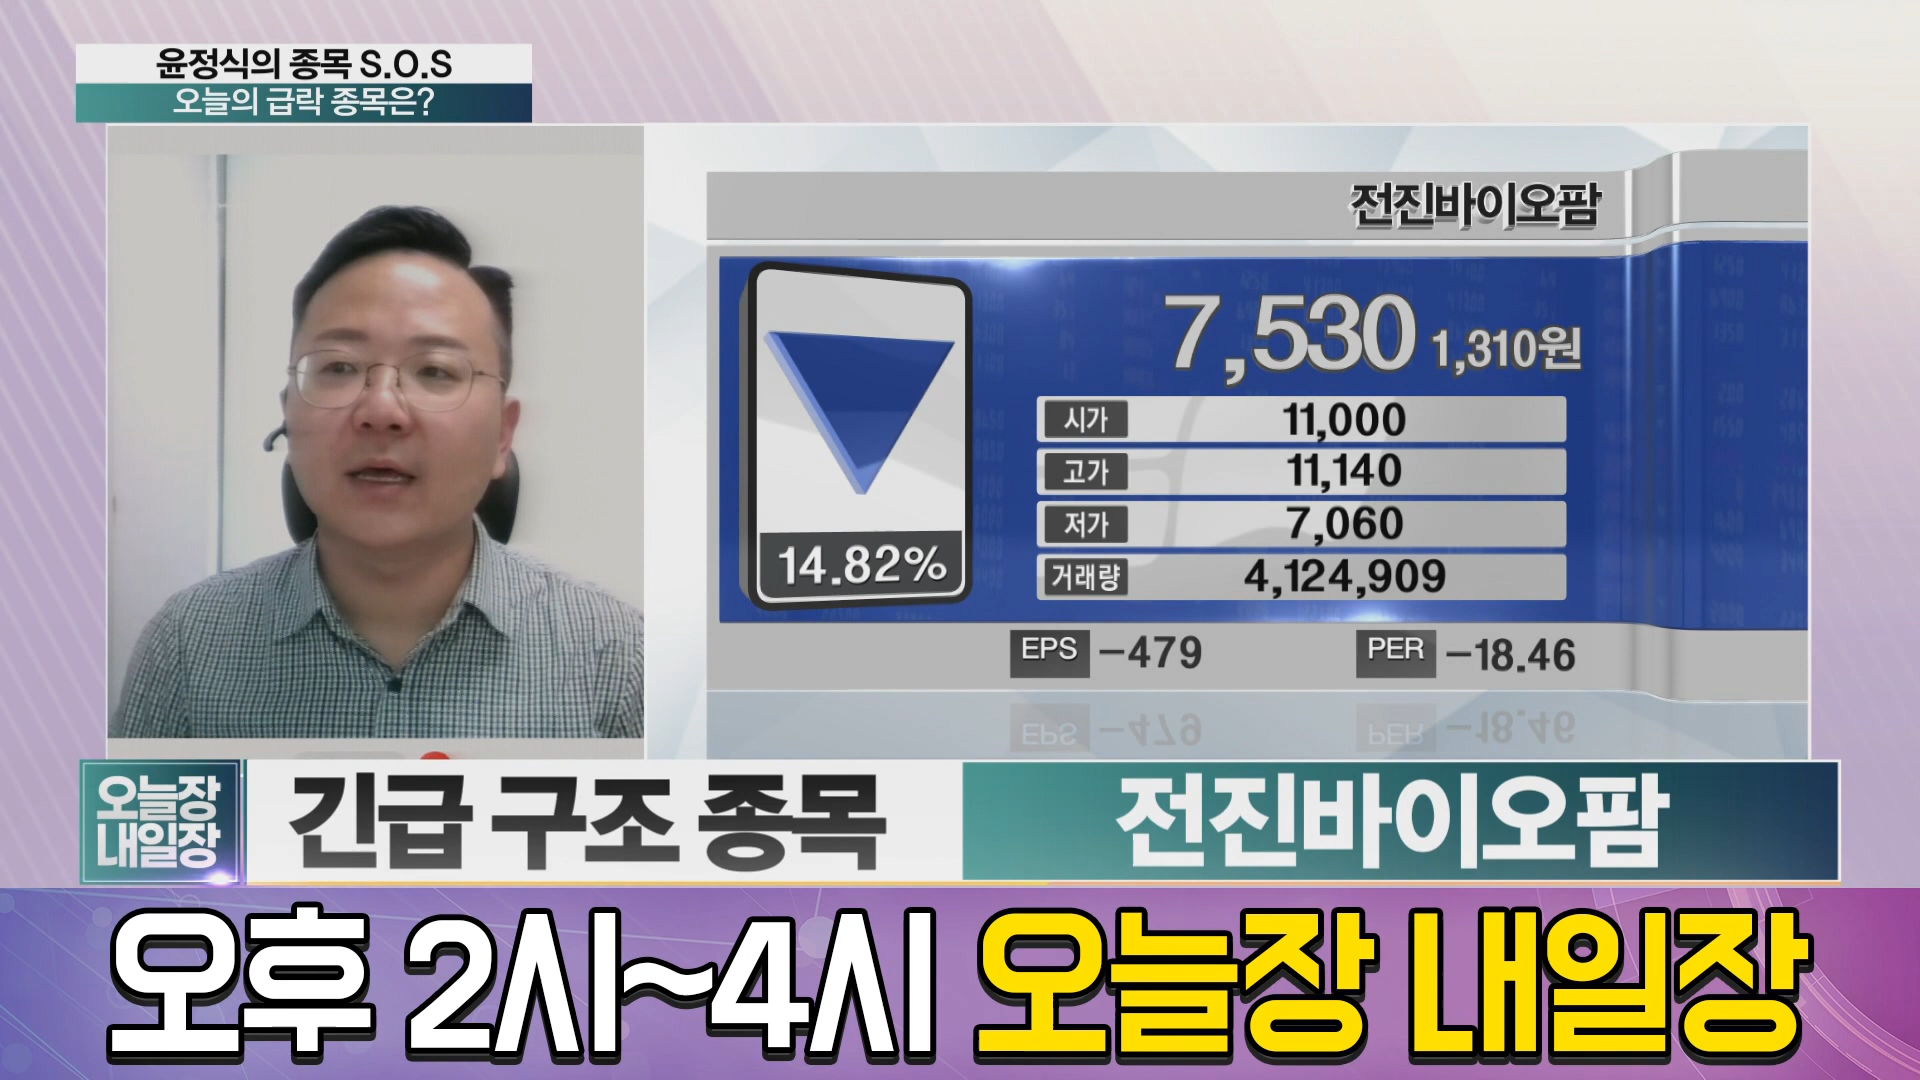 윤정식의 종목 S.O.S
오늘의 급락 종목은?
전진바이오팜
7,530 1,310원
14.82%
시가 11,000
고가 11,140
저가 7,060
거래량 4,124,909
EPS -479 PER -18.46
오늘장
내일장
긴급 구조 종목 전진바이오팜
오후 2시~4시 오늘장 내일장